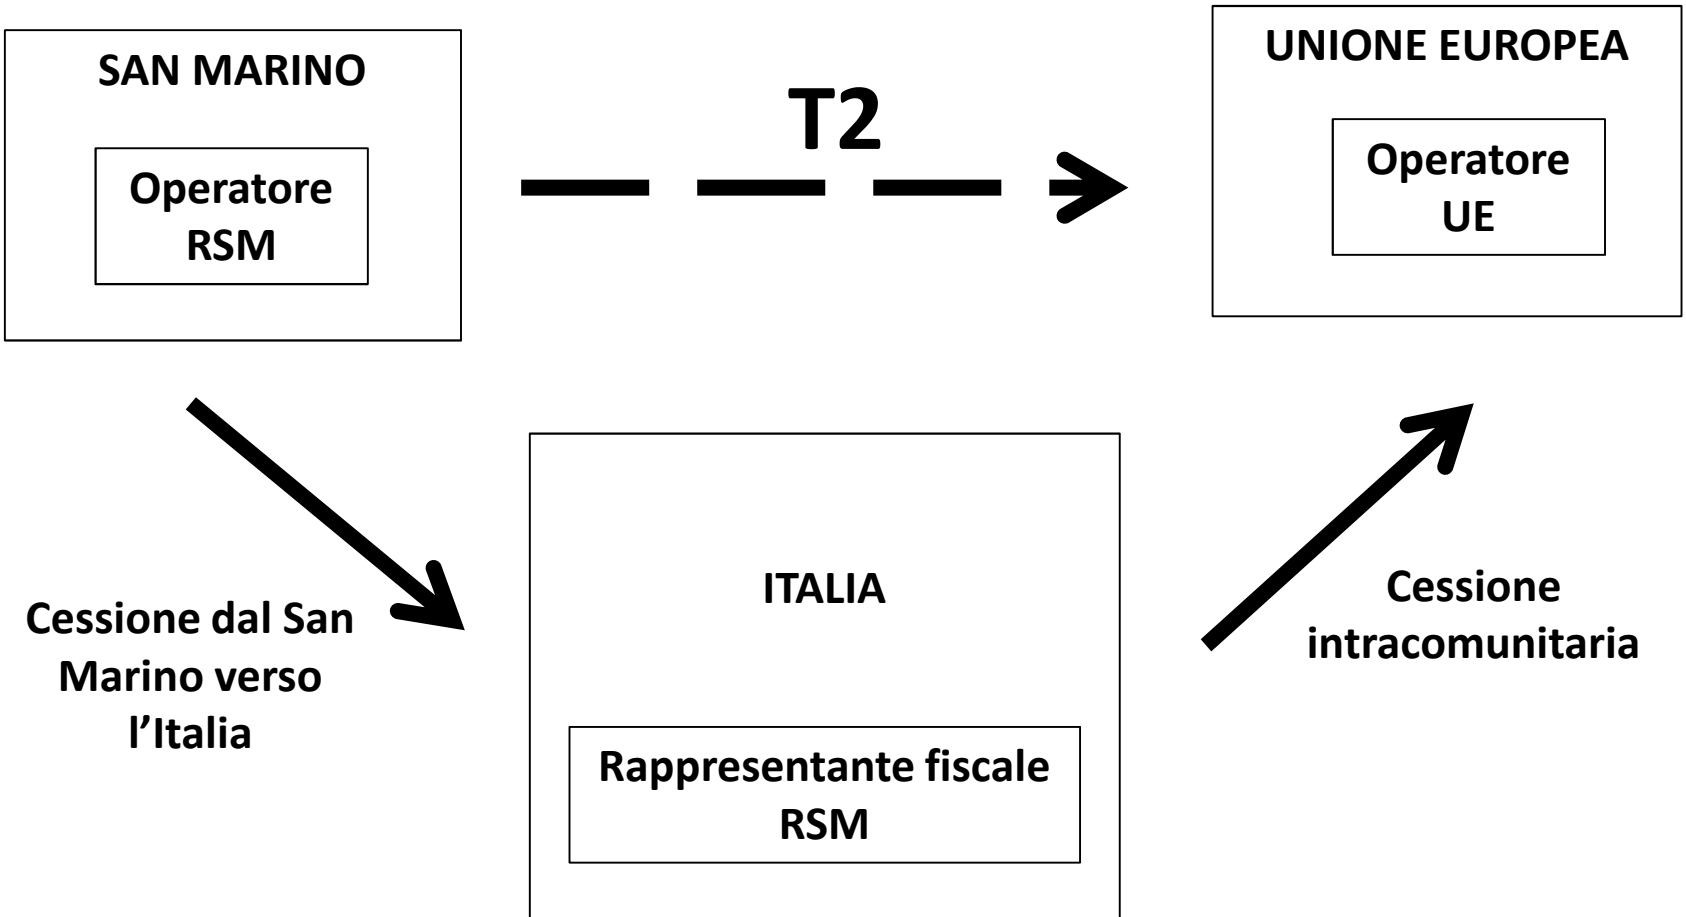 SAN MARINO
Operatore
RSM
T2
UNIONE EUROPEA
Operatore
UE
Cessione dal San
Marino verso
l’Italia
ITALIA
Rappresentante fiscale
RSM
Cessione
intracomunitaria